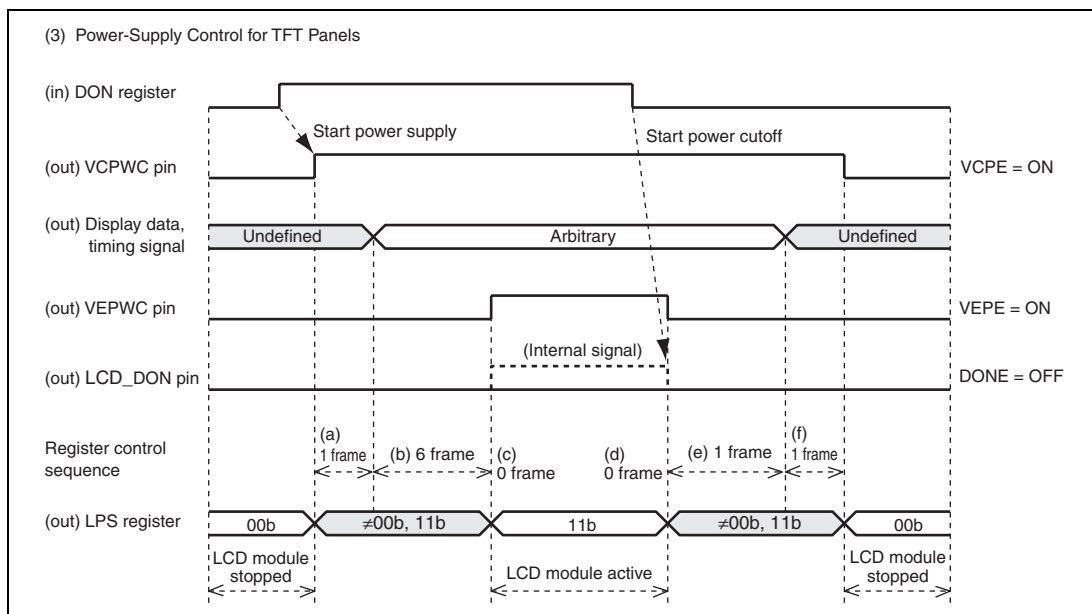 (3) Power-Supply Control for TFT Panels
(in) DON register
Start power supply
Start power cutoff
(out) VCPWC pin
VCPE = ON
(out) Display data,
timing signal
Undefined
Arbitrary
Undefined
(out) VEPWC pin
VEPE = ON
(Internal signal)
(out) LCD_DON pin
DONE = OFF
Register control
sequence
(a)
1 frame
(b) 6 frame
(c)
0 frame
(d)
0 frame
(e) 1 frame
(f)
1 frame
(out) LPS register
00b
≠00b, 11b
11b
≠00b, 11b
00b
LCD module
stopped
LCD module active
LCD module
stopped